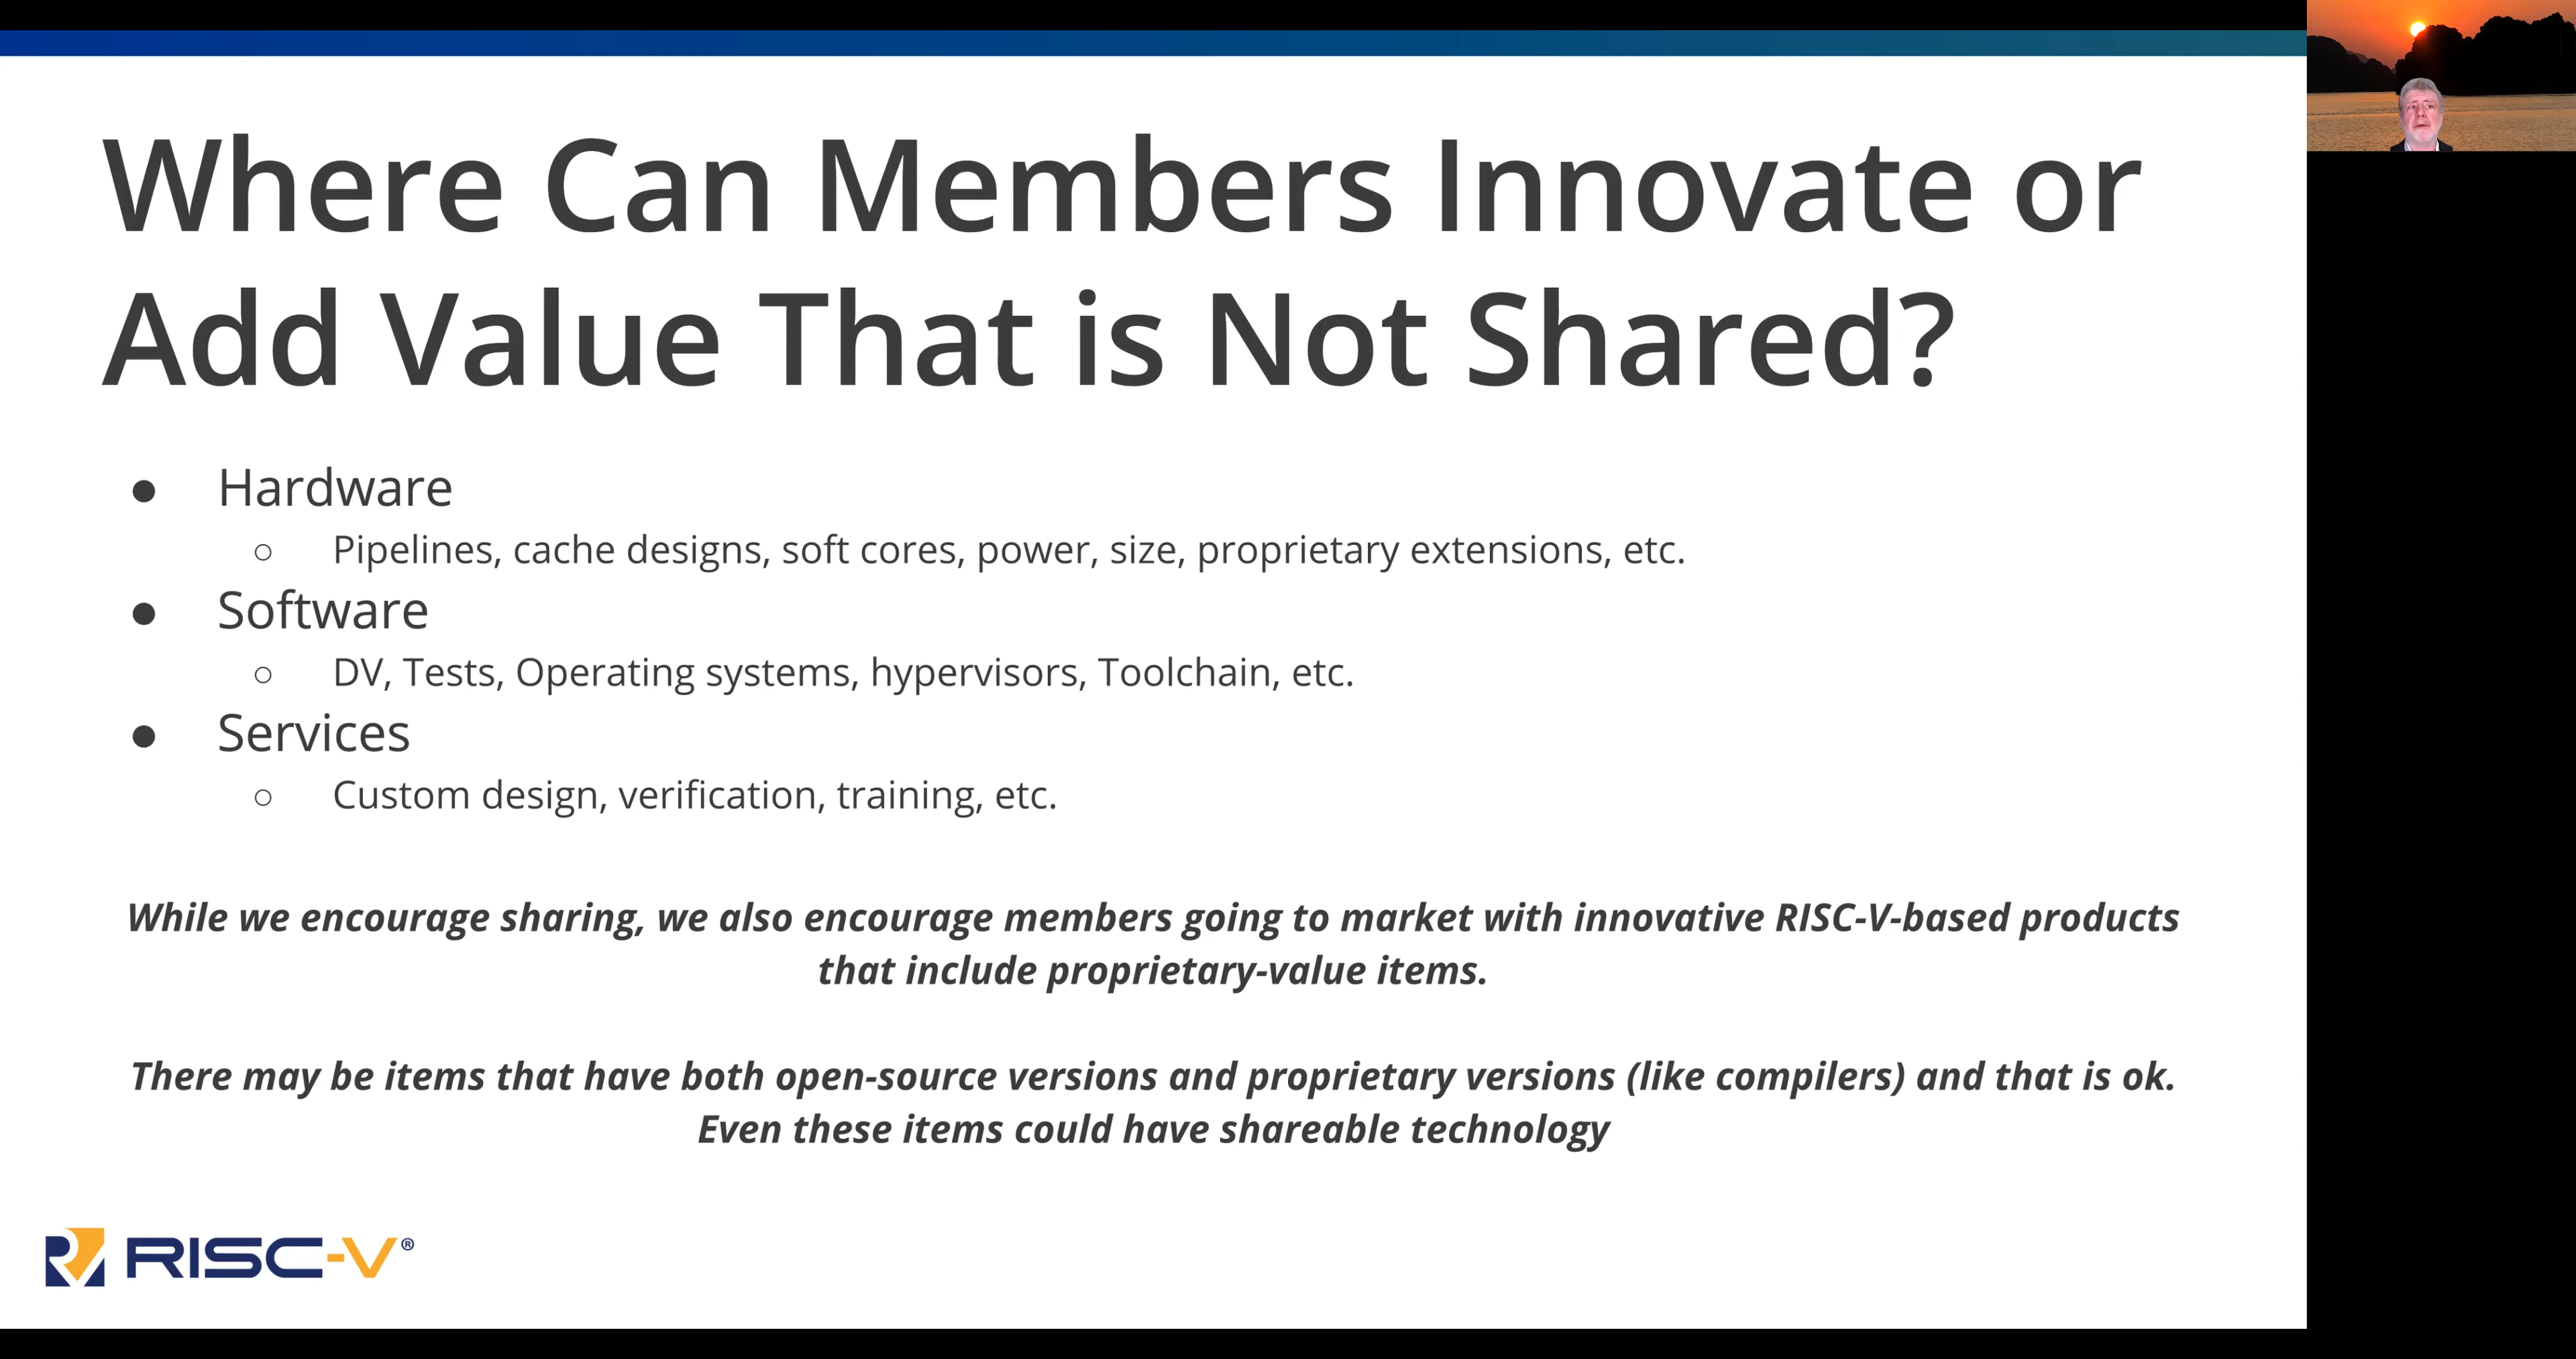 Where Can Members Innovate or
Add Value That is Not Shared?
● Hardware
○ Pipelines, cache designs, soft cores, power, size, proprietary extensions, etc.
● Software
○ DV, Tests, Operating systems, hypervisors, Toolchain, etc.
● Services
○ Custom design, verification, training, etc.
While we encourage sharing, we also encourage members going to market with innovative RISC-V-based products
that include proprietary-value items.
There may be items that have both open-source versions and proprietary versions (like compilers) and that is ok.
Even these items could have shareable technology
RISC-V®